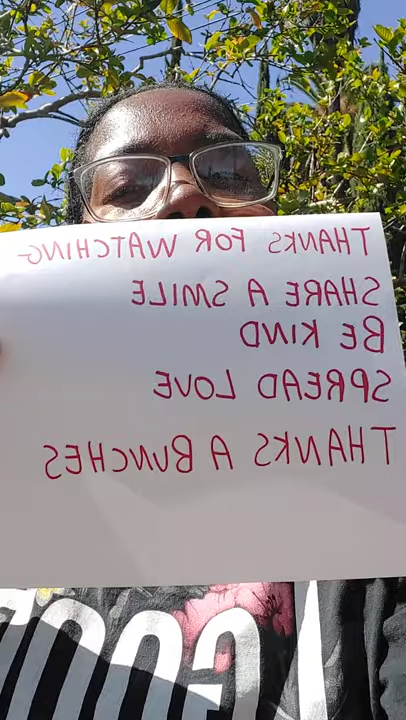 THANKS FOR WATCHING
SHARE A SMILE
BE KIND
SPREAD LOVE
THANKS A BUNCHES